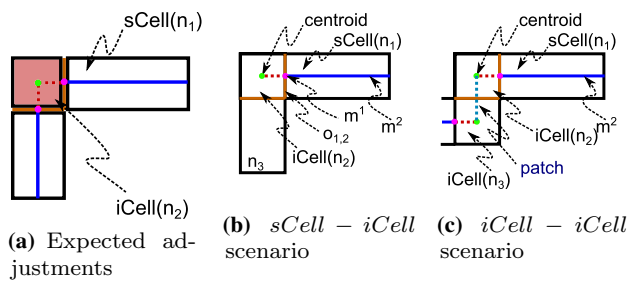 sCell(n1)
iCell(n2)
(a) Expected ad-
justments
centroid
sCell(n1)
m1
m2
o1,2
iCell(n2)
n3
(b) sCell − iCell
scenario
centroid
sCell(n1)
iCell(n2)
m2
patch
iCell(n3)
(c) iCell − iCell
scenario